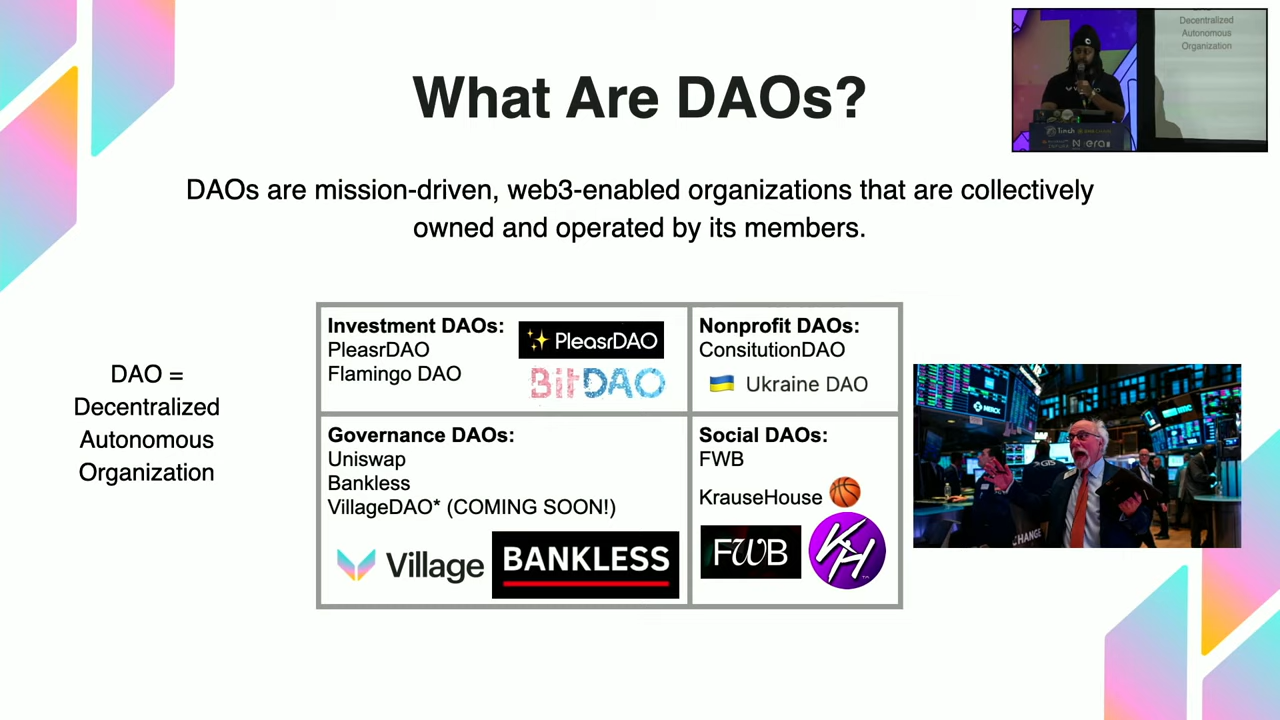 What Are DAOs?
DAOs are mission-driven, web3-enabled organizations that are collectively
owned and operated by its members.
DAO =
Decentralized
Autonomous
Organization
Investment DAOs:
PleasrDAO
Flamingo DAO
PleasrDAO
BitDAO
Nonprofit DAOs:
ConsitutionDAO
🇺🇦 Ukraine DAO
Governance DAOs:
Uniswap
Bankless
VillageDAO* (COMING SOON!)
Village
BANKLESS
Social DAOs:
FWB
KrauseHouse 🏀
FWB
KH
Decentralized
Autonomous
Organization
1inch